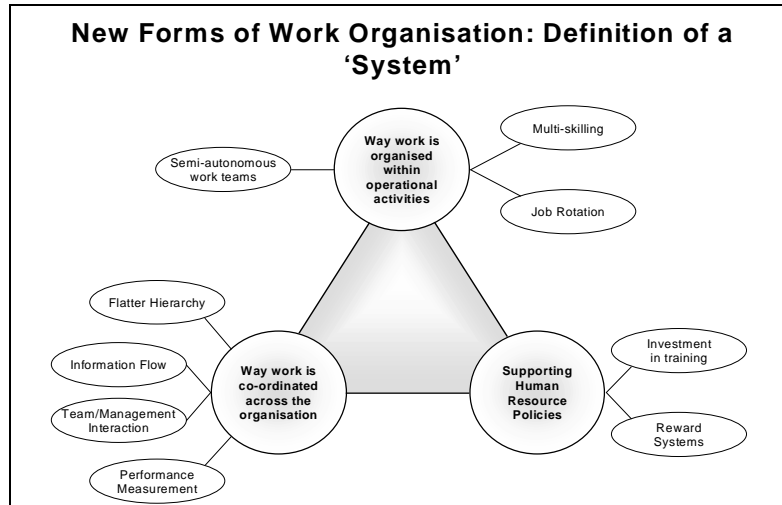 New Forms of Work Organisation: Definition of a
‘System’
Way work is
organised
within
operational
activities
Semi-autonomous
work teams
Multi-skilling
Job Rotation
Flatter Hierarchy
Information Flow
Team/Management
Interaction
Performance
Measurement
Way work is
co-ordinated
across the
organisation
Supporting
Human
Resource
Policies
Investment
in training
Reward
Systems